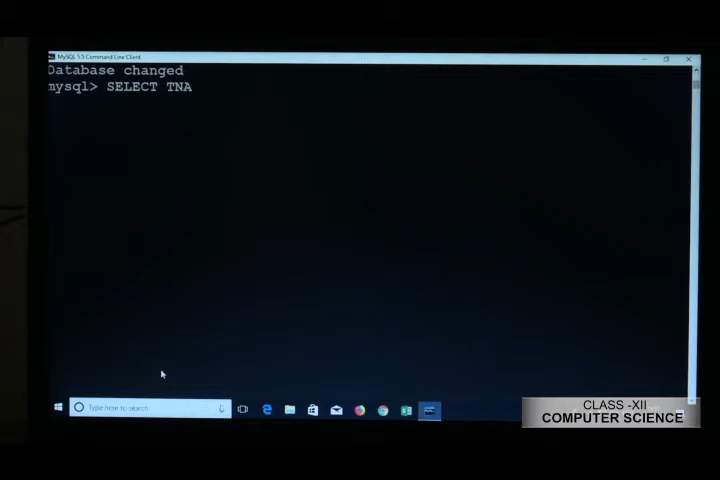 MySQL 5.5 Command Line Client
Database changed
mysql> SELECT TNA
Type here to search
CLASS -XII
COMPUTER SCIENCE